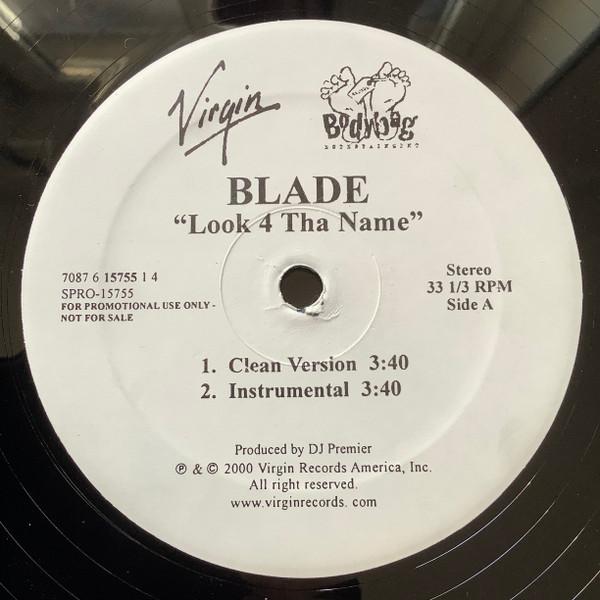 Virgin
Bodybag
ENTERTAINMENT
BLADE
“Look 4 Tha Name”
7087 6 15755 1 4
SPRO-15755
FOR PROMOTIONAL USE ONLY -
NOT FOR SALE
Stereo
33 1/3 RPM
Side A
1. Clean Version 3:40
2. Instrumental 3:40
Produced by DJ Premier
℗ & © 2000 Virgin Records America, Inc.
All right reserved.
www.virginrecords. com